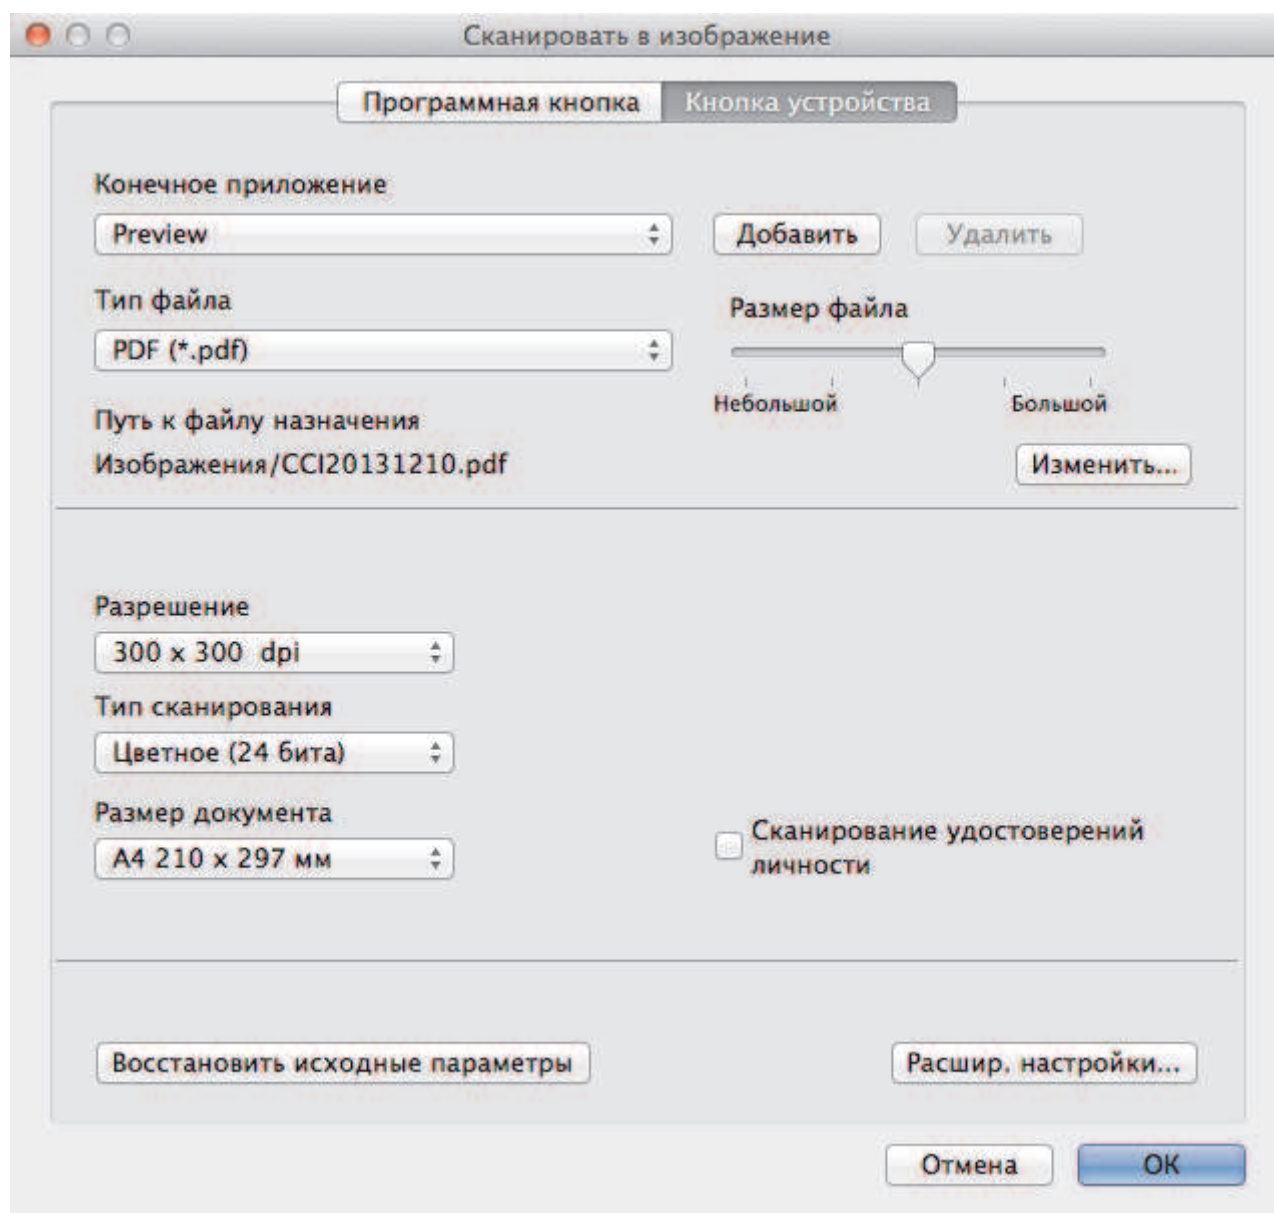 Сканировать в изображение
Программная кнопка
Кнопка устройства
Конечное приложение
Preview
Добавить
Удалить
Тип файла
Размер файла
PDF (*.pdf)
Небольшой
Большой
Путь к файлу назначения
Изображения/CCI20131210.pdf
Изменить...
Разрешение
300 x 300 dpi
Тип сканирования
Цветное (24 бита)
Размер документа
A4 210 x 297 мм
Сканирование удостоверений
личности
Восстановить исходные параметры
Расшир. настройки...
Отмена
OK